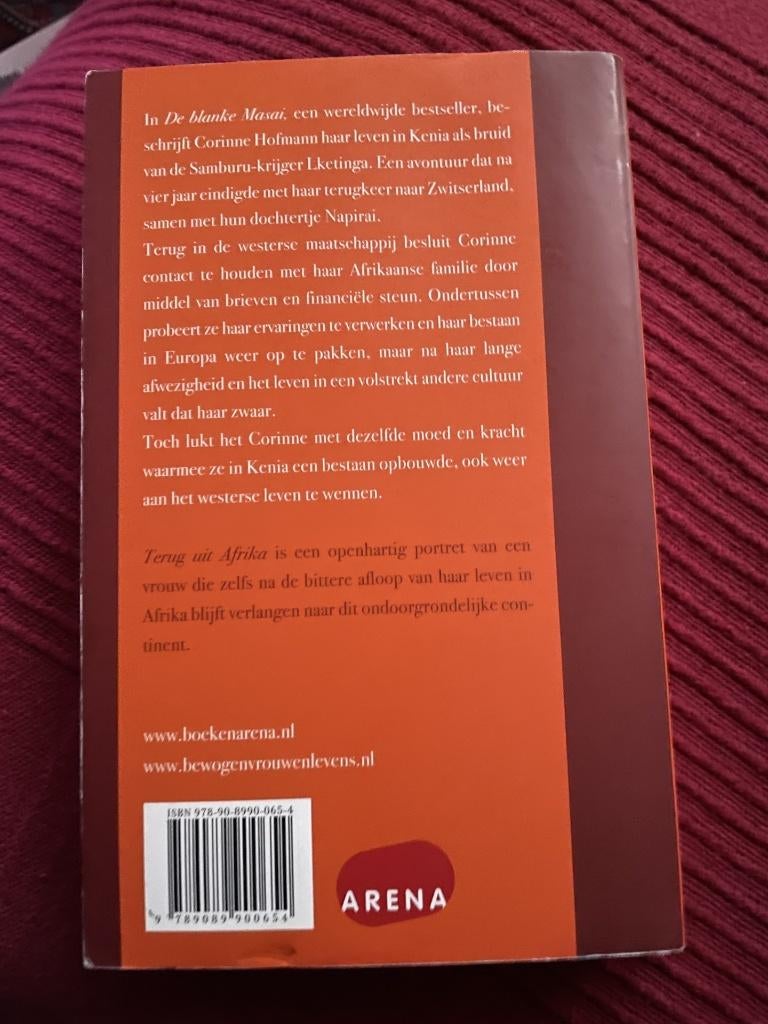 In De blanke Masai, een wereldwijde bestseller, be-
schrijft Corinne Hofmann haar leven in Kenia als bruid
van de Samburu-krijger Lketinga. Een avontuur dat na
vier jaar eindigde met haar terugkeer naar Zwitserland,
samen met hun dochtertje Napirai.
Terug in de westerse maatschappij besluit Corinne
contact te houden met haar Afrikaanse familie door
middel van brieven en financiële steun. Ondertussen
probeert ze haar ervaringen te verwerken en haar bestaan
in Europa weer op te pakken, maar na haar lange
afwezigheid en het leven in een volstrekt andere cultuur
valt dat haar zwaar.
Toch lukt het Corinne met dezelfde moed en kracht
waarmee ze in Kenia een bestaan opbouwde, ook weer
aan het westerse leven te wennen.
Terug uit Afrika is een openhartig portret van een
vrouw die zelfs na de bittere afloop van haar leven in
Afrika blijft verlangen naar dit ondoorgrondelijke con-
tinent.
www.boekenarena.nl
www.bewogenvrouwenlevens.nl
ISBN 978-90-8990-065-4
9 789089 900654
ARENA